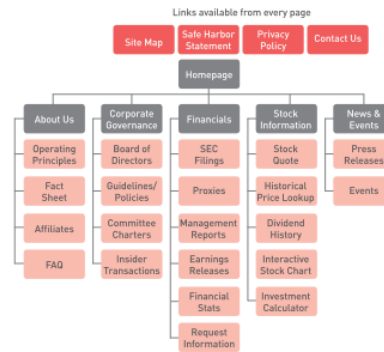 Links available from every page
Site Map
Safe Harbor
Statement
Privacy
Policy
Contact Us
Homepage
About Us
Corporate
Governance
Financials
Stock
Information
News &
Events
Operating
Principles
Board of
Directors
SEC
Filings
Stock
Quote
Press
Releases
Fact
Sheet
Guidelines/
Policies
Proxies
Historical
Price Lookup
Events
Affiliates
Committee
Charters
Management
Reports
Dividend
History
FAQ
Insider
Transactions
Earnings
Releases
Interactive
Stock Chart
Financial
Stats
Investment
Calculator
Request
Information